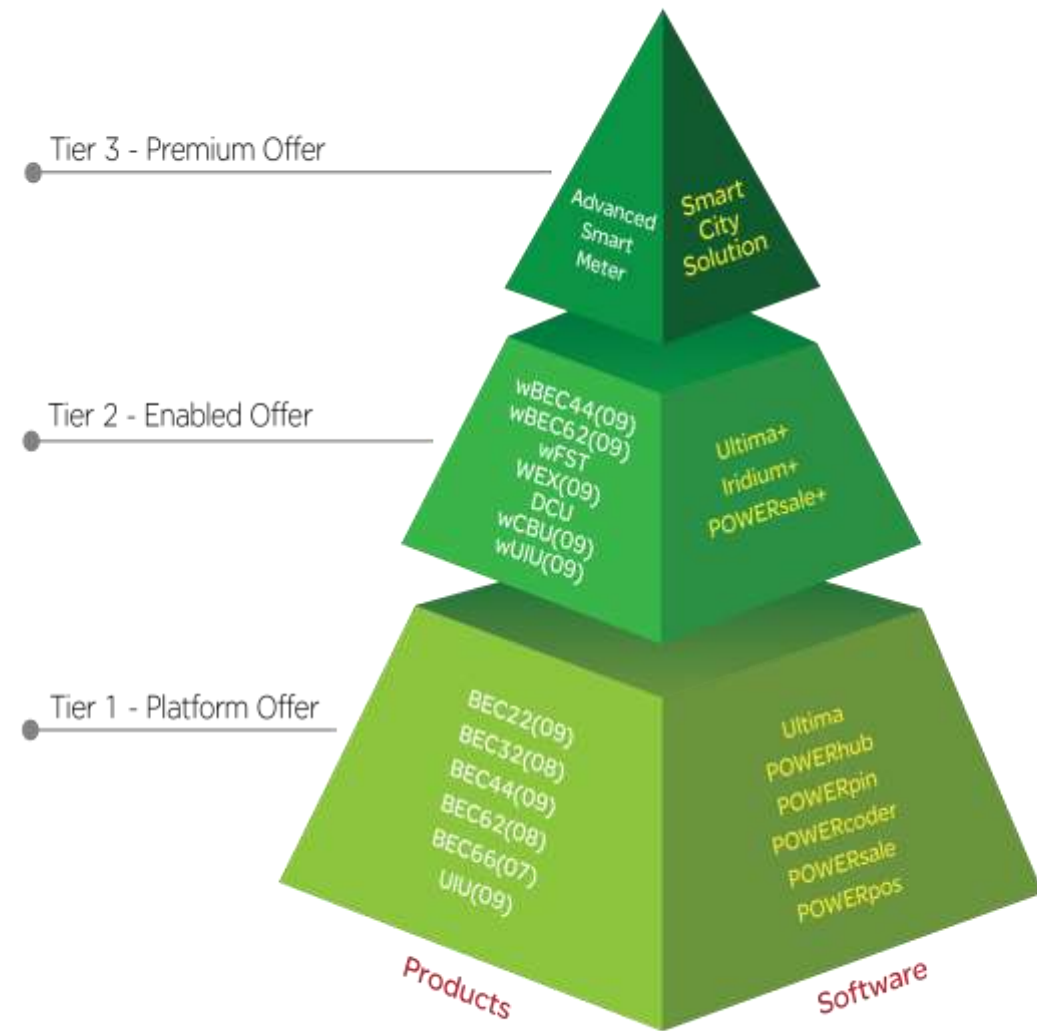 Tier 3 - Premium Offer
Advanced
Smart
Meter
Smart
City
Solution
Tier 2 - Enabled Offer
wBEC44(09)
wBEC62(09)
wFST
WEX(09)
DCU
wCBU(09)
wUIU(09)
Ultima+
Iridium+
POWERsale+
Tier 1 - Platform Offer
BEC22(09)
BEC32(08)
BEC44(09)
BEC62(08)
BEC66(07)
UIU(09)
Ultima
POWERhub
POWERpin
POWERcoder
POWERsale
POWERpos
Products
Software